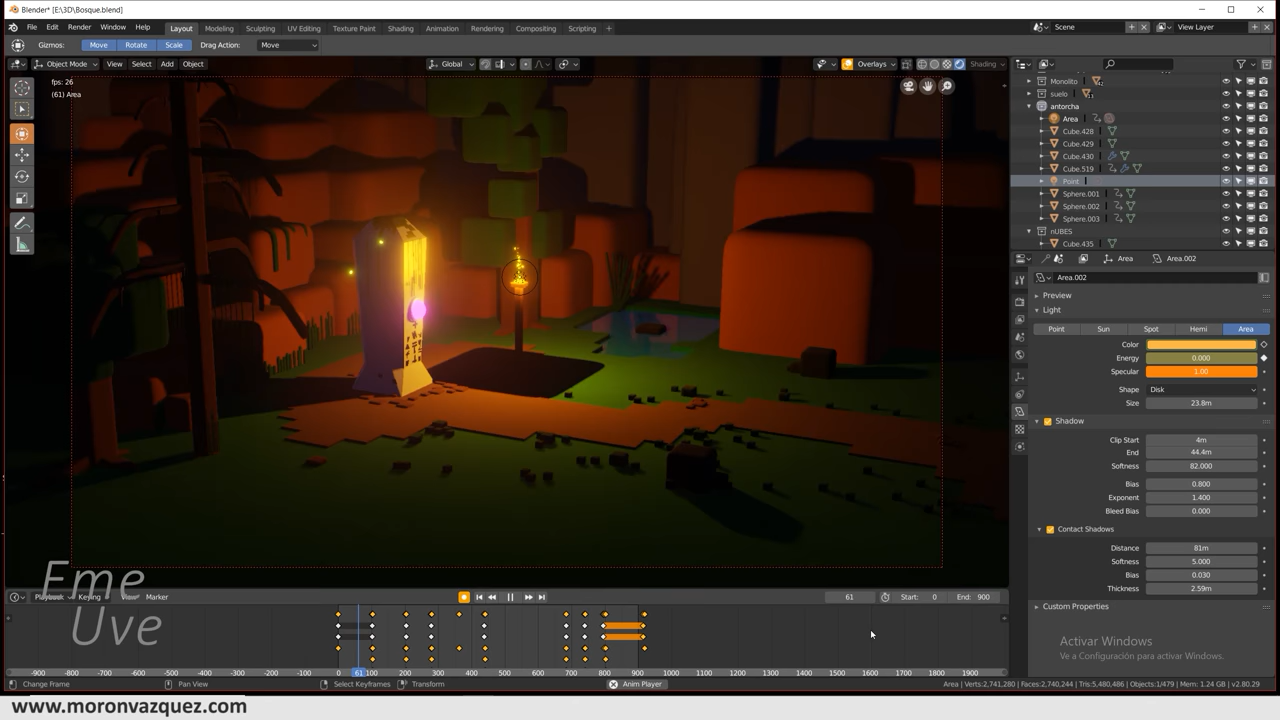 Blender* [E:\3D\Bosque.blend]
File Edit Render Window Help Layout Modeling Sculpting UV Editing Texture Paint Shading Animation Rendering Compositing Scripting Scene View Layer
Gizmos: Move Rotate Scale Drag Action: Move
Object Mode View Select Add Object Global Overlays Shading
fps: 26
(61) Area
Monolito
suelo
antorcha
Area
Cube.428
Cube.429
Cube.430
Cube.519
Point
Sphere.001
Sphere.002
Sphere.003
nUBES
Cube.435
Area Area.002
Area.002
Preview
Light
Point Sun Spot Hemi Area
Color
Energy 0.000
Specular 1.00
Shape Disk
Size 23.8m
Shadow
Clip Start 4m
End 44.4m
Softness 82.000
Bias 0.800
Exponent 1.400
Bleed Bias 0.000
Contact Shadows
Distance 81m
Softness 5.000
Bias 0.030
Thickness 2.59m
Custom Properties
Eme
Uve
Playback Keying Marker 61 Start: 0 End: 900
-900 -800 -700 -600 -500 -400 -300 -200 -100 0 61 100 200 300 400 500 600 700 800 900 1000 1100 1200 1300 1400 1500 1600 1700 1800 1900
Activar Windows
Ve a Configuración para activar Windows.
Change Frame Pan View Select Keyframes Transform Anim Player Area | Verts:2,741,280 | Faces:2,740,244 | Tris:5,480,486 | Objects:1/479 | Mem: 1.24 GB | v2.80.29
www.moronvazquez.com